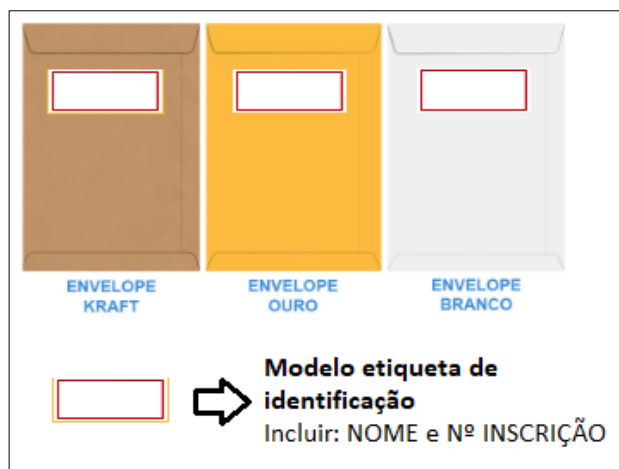 ENVELOPE
KRAFT
ENVELOPE
OURO
ENVELOPE
BRANCO
Modelo etiqueta de
identificação
Incluir: NOME e Nº INSCRIÇÃO